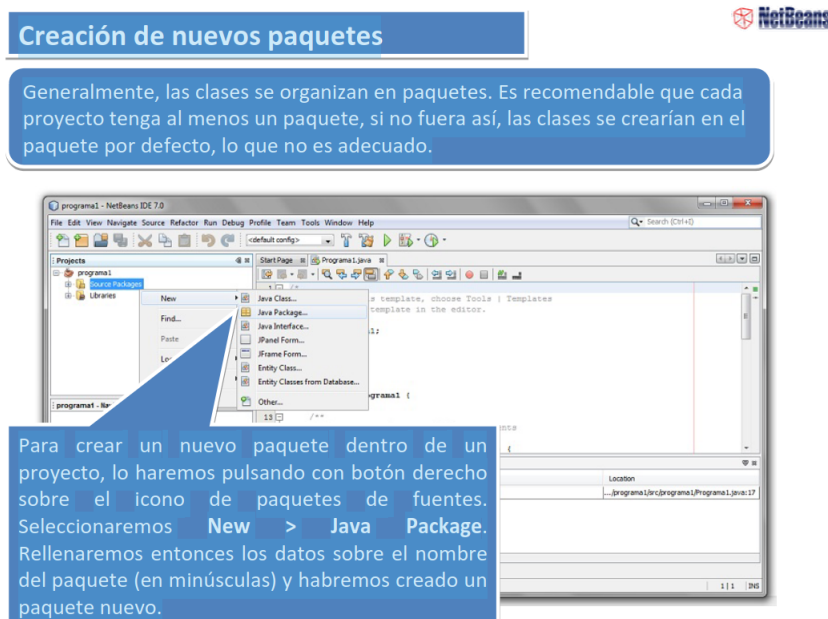 NetBeans
Creación de nuevos paquetes
Generalmente, las clases se organizan en paquetes. Es recomendable que cada
proyecto tenga al menos un paquete, si no fuera así, las clases se crearían en el
paquete por defecto, lo que no es adecuado.
programa1 - NetBeans IDE 7.0
File Edit View Navigate Source Refactor Run Debug Profile Team Tools Window Help
Search (Ctrl+I)
<default config>
Projects
Start Page
Programa1.java
programa1
Source Packages
Libraries
New
Find...
Paste
Java Class...
Java Package...
Java Interface...
JPanel Form...
JFrame Form...
Entity Class...
Entity Classes from Database...
Other...
1 /*
s template, choose Tools | Templates
template in the editor.
1;
grama1 {
13 /**
nts
{
programa1 - Na
Location
.../programa1/src/programa1/Programa1.java:17
1|1 INS
Para crear un nuevo paquete dentro de un
proyecto, lo haremos pulsando con botón derecho
sobre el icono de paquetes de fuentes.
Seleccionaremos New > Java Package.
Rellenaremos entonces los datos sobre el nombre
del paquete (en minúsculas) y habremos creado un
paquete nuevo.